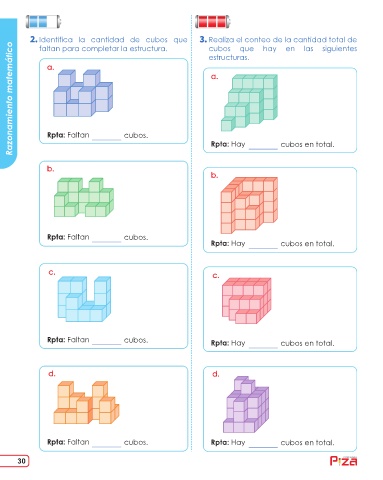 Razonamiento matemático
2. Identifica la cantidad de cubos que
faltan para completar la estructura.
a.
Rpta: Faltan ________ cubos.
b.
Rpta: Faltan ________ cubos.
c.
Rpta: Faltan ________ cubos.
d.
Rpta: Faltan ________ cubos.
3. Realiza el conteo de la cantidad total de
cubos que hay en las siguientes
estructuras.
a.
Rpta: Hay ________ cubos en total.
b.
Rpta: Hay ________ cubos en total.
c.
Rpta: Hay ________ cubos en total.
d.
Rpta: Hay ________ cubos en total.
30
PIZA